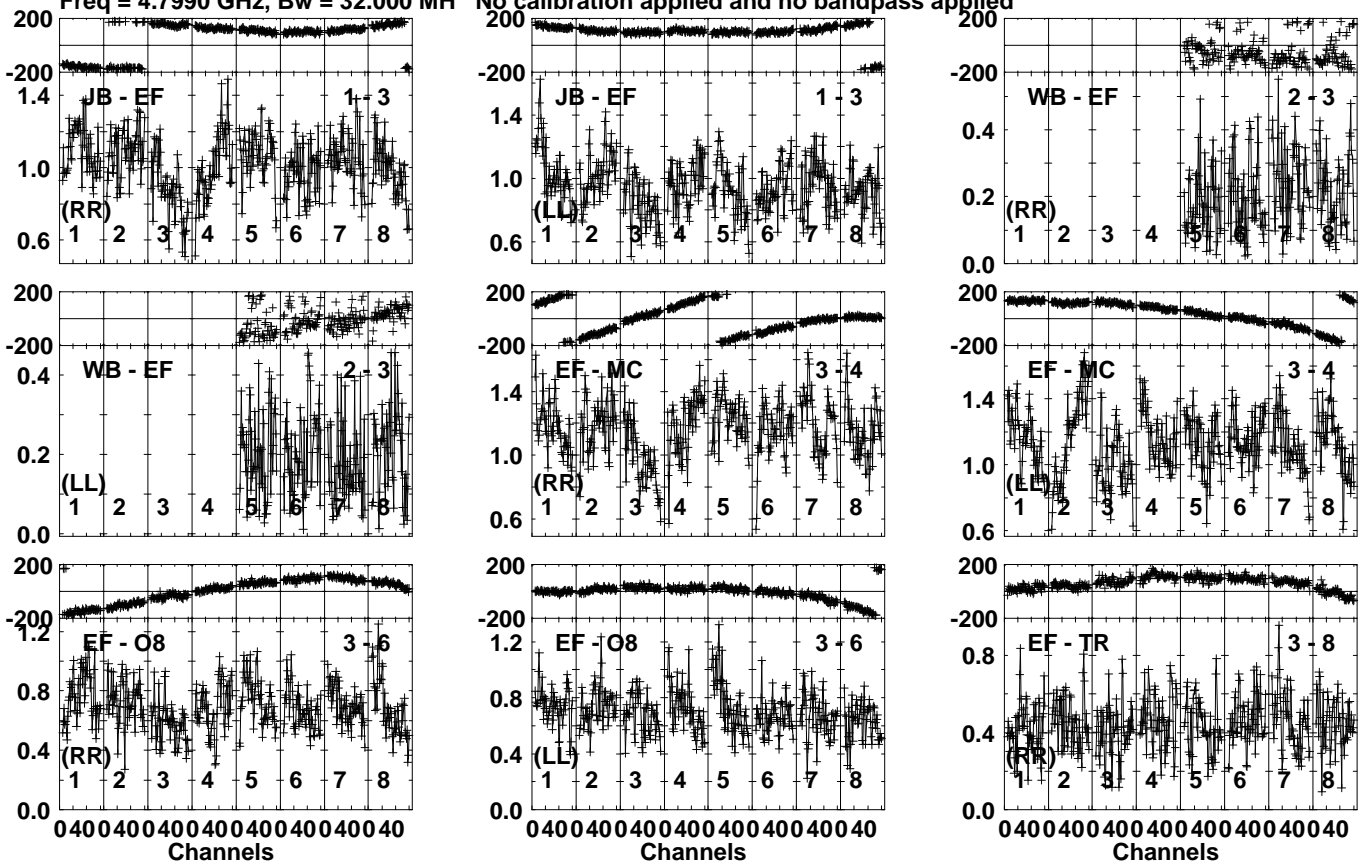 Freq = 4.7990 GHz, Bw = 32.000 MH No calibration applied and no bandpass applied
200
-200
JB - EF 1 - 3
1.4
1.0
0.6
(RR)
1 2 3 4 5 6 7 8
200
-200
JB - EF 1 - 3
1.4
1.0
0.6
(LL)
1 2 3 4 5 6 7 8
200
-200
WB - EF 2 - 3
0.4
0.2
0.0
(RR)
1 2 3 4 5 6 7 8
200
-200
WB - EF 2 - 3
0.4
0.2
0.0
(LL)
1 2 3 4 5 6 7 8
200
-200
EF - MC 3 - 4
1.4
1.0
0.6
(RR)
1 2 3 4 5 6 7 8
200
-200
EF - MC 3 - 4
1.4
1.0
0.6
(LL)
1 2 3 4 5 6 7 8
200
-200
EF - O8 3 - 6
1.2
0.8
0.4
0.0
(RR)
1 2 3 4 5 6 7 8
0 40 0 40 0 40 0 40 0 40 0 40 0 40 0 40
Channels
200
-200
EF - O8 3 - 6
1.2
0.8
0.4
0.0
(LL)
1 2 3 4 5 6 7 8
0 40 0 40 0 40 0 40 0 40 0 40 0 40 0 40
Channels
200
-200
EF - TR 3 - 8
0.8
0.4
0.0
(RR)
1 2 3 4 5 6 7 8
0 40 0 40 0 40 0 40 0 40 0 40 0 40 0 40
Channels